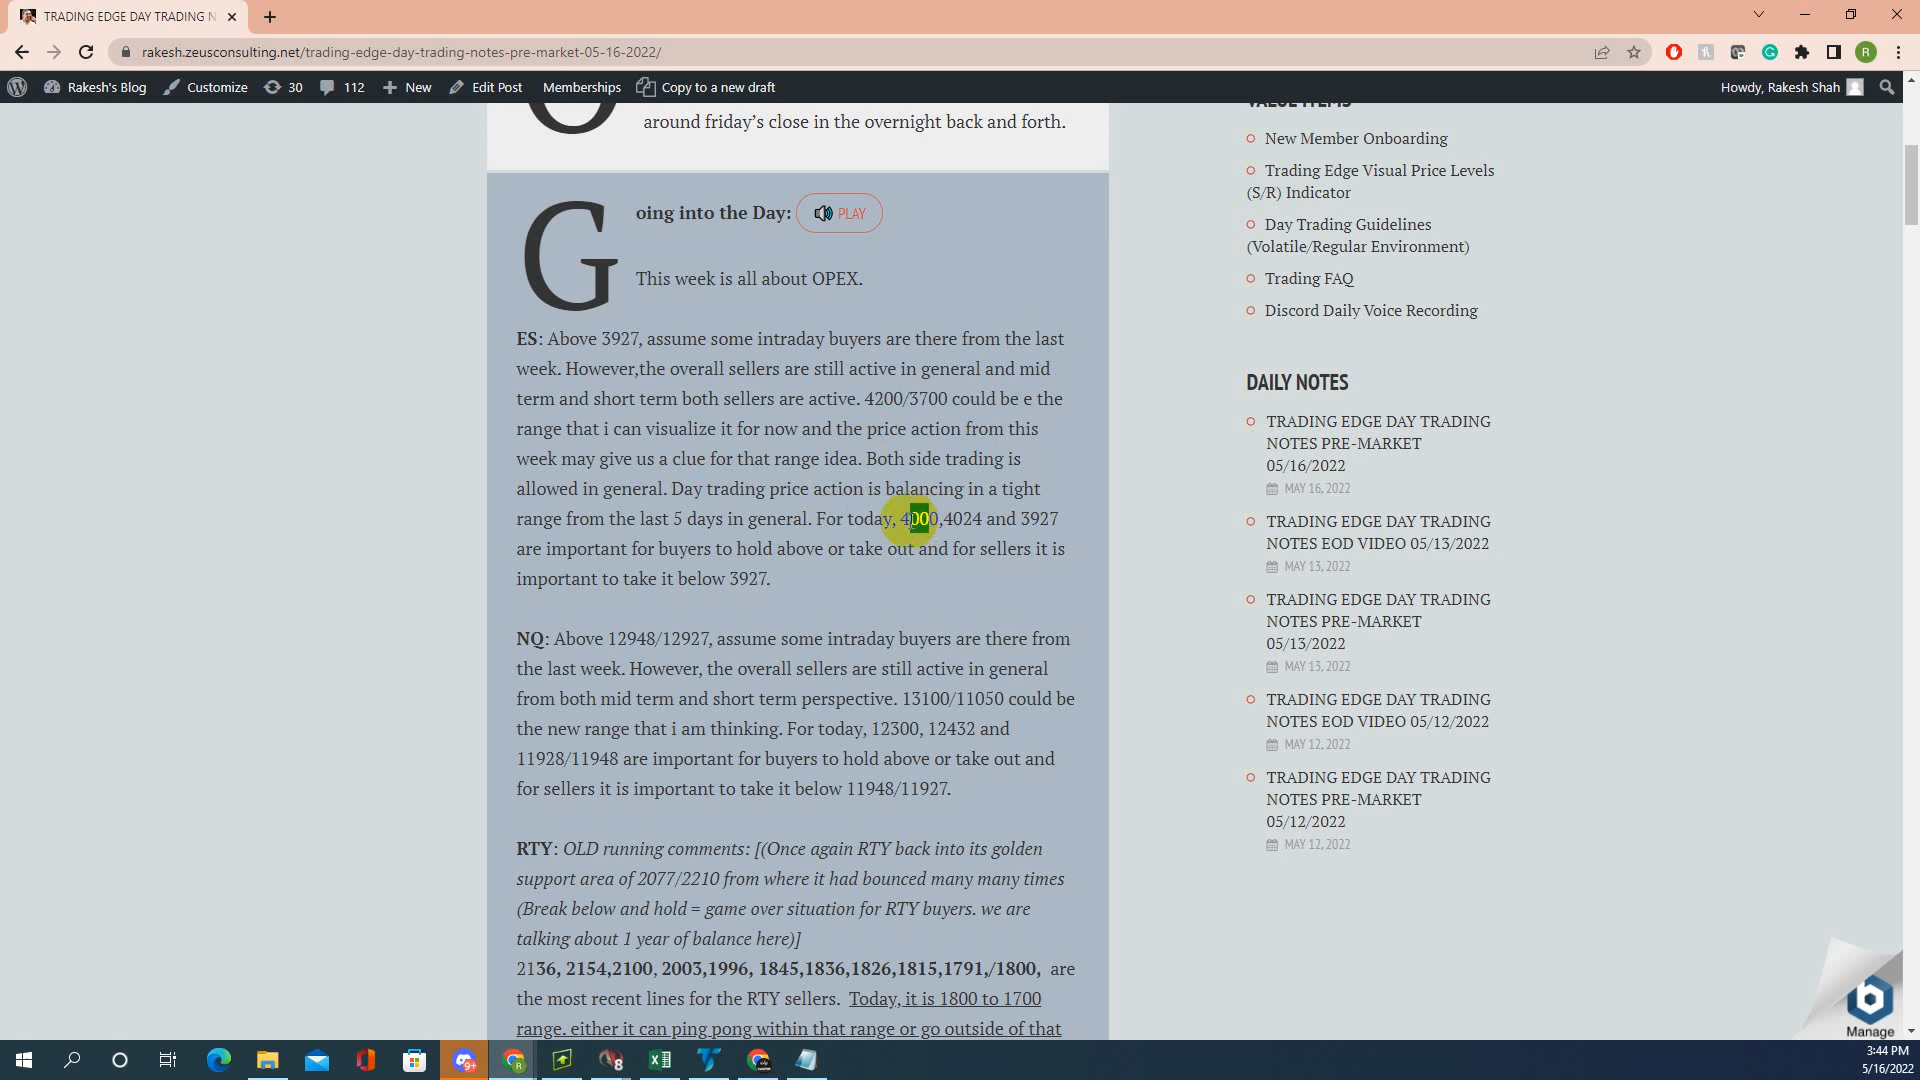 TRADING EDGE DAY TRADING N
rakesh.zeusconsulting.net/trading-edge-day-trading-notes-pre-market-05-16-2022/
R
Rakesh's Blog
Customize
30
112
New
Edit Post
Memberships
Copy to a new draft
Howdy, Rakesh Shah
around friday's close in the overnight back and forth.
Going into the Day: PLAY
This week is all about OPEX.
ES: Above 3927, assume some intraday buyers are there from the last
week. However,the overall sellers are still active in general and mid
term and short term both sellers are active. 4200/3700 could be e the
range that i can visualize it for now and the price action from this
week may give us a clue for that range idea. Both side trading is
allowed in general. Day trading price action is balancing in a tight
range from the last 5 days in general. For today, 4000,4024 and 3927
are important for buyers to hold above or take out and for sellers it is
important to take it below 3927.
NQ: Above 12948/12927, assume some intraday buyers are there from
the last week. However, the overall sellers are still active in general
from both mid term and short term perspective. 13100/11050 could be
the new range that i am thinking. For today, 12300, 12432 and
11928/11948 are important for buyers to hold above or take out and
for sellers it is important to take it below 11948/11927.
RTY: OLD running comments: [(Once again RTY back into its golden
support area of 2077/2210 from where it had bounced many many times
(Break below and hold = game over situation for RTY buyers. we are
talking about 1 year of balance here)]
2136, 2154,2100, 2003,1996, 1845,1836,1826,1815,1791,/1800, are
the most recent lines for the RTY sellers. Today, it is 1800 to 1700
range. either it can ping pong within that range or go outside of that
VALUE ITEMS
New Member Onboarding
Trading Edge Visual Price Levels
(S/R) Indicator
Day Trading Guidelines
(Volatile/Regular Environment)
Trading FAQ
Discord Daily Voice Recording
DAILY NOTES
TRADING EDGE DAY TRADING
NOTES PRE-MARKET
05/16/2022
MAY 16, 2022
TRADING EDGE DAY TRADING
NOTES EOD VIDEO 05/13/2022
MAY 13, 2022
TRADING EDGE DAY TRADING
NOTES PRE-MARKET
05/13/2022
MAY 13, 2022
TRADING EDGE DAY TRADING
NOTES EOD VIDEO 05/12/2022
MAY 12, 2022
TRADING EDGE DAY TRADING
NOTES PRE-MARKET
05/12/2022
MAY 12, 2022
b
Manage
9+
R
8
3:44 PM
5/16/2022